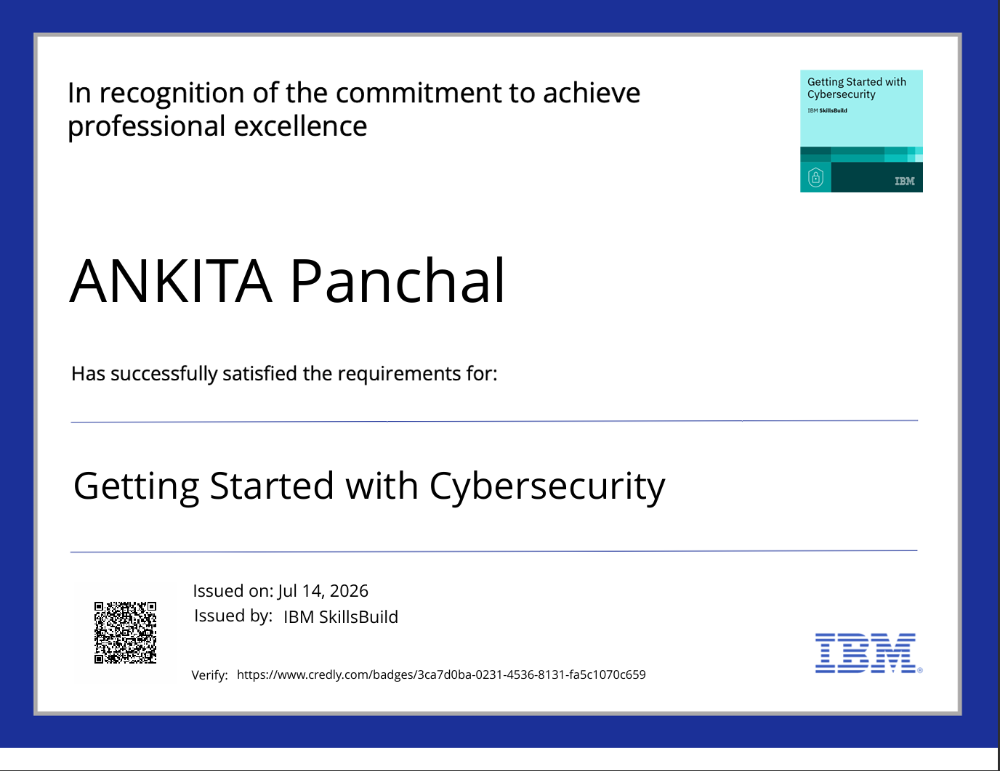 In recognition of the commitment to achieve
professional excellence
Getting Started with
Cybersecurity
IBM SkillsBuild
IBM
ANKITA Panchal
Has successfully satisfied the requirements for:
Getting Started with Cybersecurity
Issued on: Jul 14, 2026
Issued by: IBM SkillsBuild
Verify: https://www.credly.com/badges/3ca7d0ba-0231-4536-8131-fa5c1070c659
IBM®